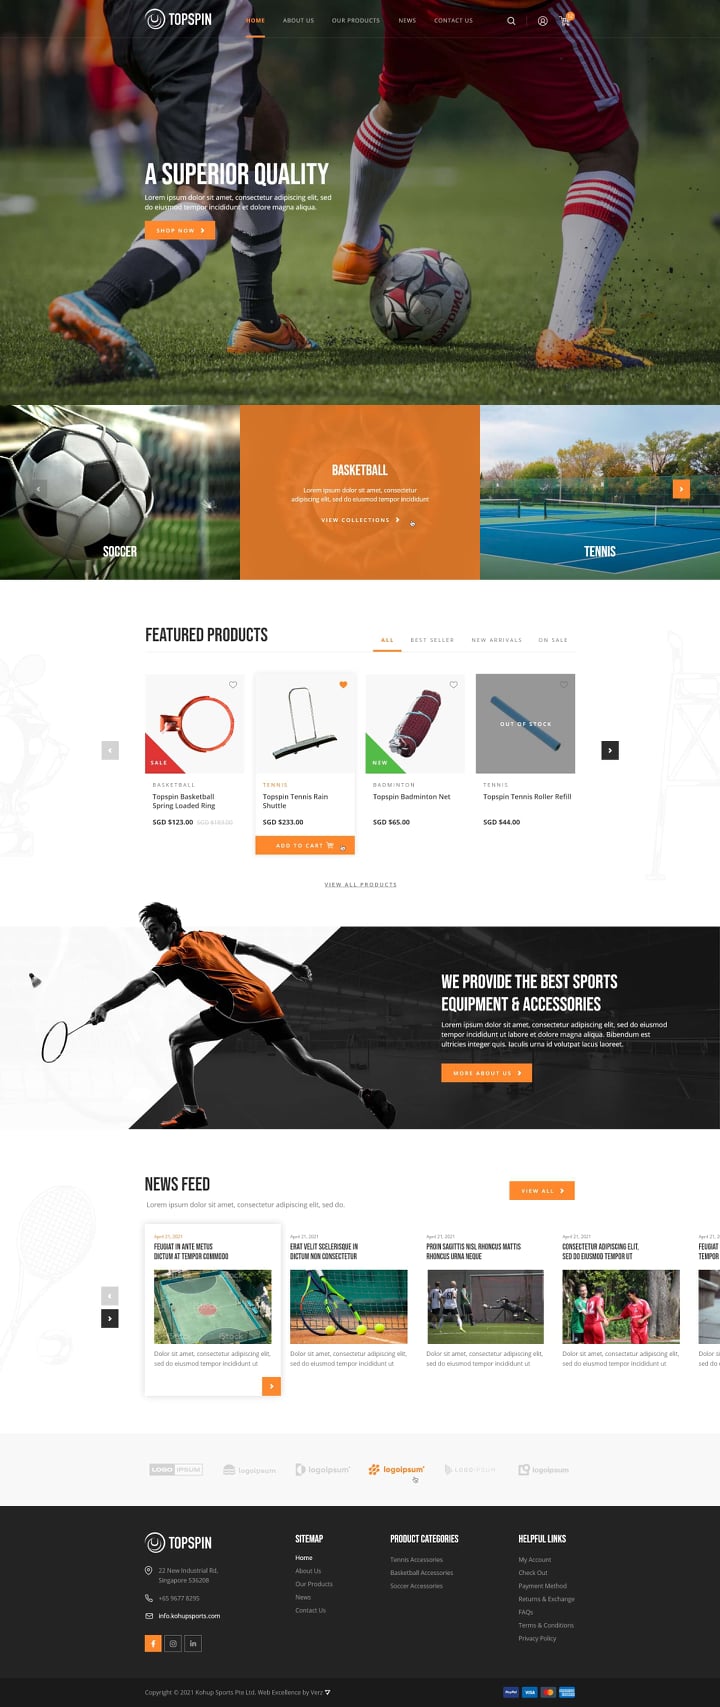 TOPSPIN
HOME ABOUT US OUR PRODUCTS NEWS CONTACT US
A SUPERIOR QUALITY
Lorem ipsum dolor sit amet, consectetur adipiscing elit, sed
do eiusmod tempor incididunt et dolore magna aliqua.
SHOP NOW
SOCCER
BASKETBALL
Lorem ipsum dolor sit amet, consectetur
adipiscing elit, sed do eiusmod tempor incididunt
VIEW COLLECTIONS
TENNIS
FEATURED PRODUCTS
ALL BEST SELLER NEW ARRIVALS ON SALE
SALE
BASKETBALL
Topspin Basketball
Spring Loaded Ring
SGD $123.00 SGD $183.00
TENNIS
Topspin Tennis Rain
Shuttle
SGD $233.00
ADD TO CART
NEW
BADMINTON
Topspin Badminton Net
SGD $65.00
OUT OF STOCK
TENNIS
Topspin Tennis Roller Refill
SGD $44.00
VIEW ALL PRODUCTS
WE PROVIDE THE BEST SPORTS
EQUIPMENT & ACCESSORIES
Lorem ipsum dolor sit amet, consectetur adipiscing elit, sed do eiusmod
tempor incididunt ut labore et dolore magna aliqua. Bibendum est
ultricies integer quis. Iaculis urna id volutpat lacus laoreet.
MORE ABOUT US
NEWS FEED
Lorem ipsum dolor sit amet, consectetur adipiscing elit, sed do.
VIEW ALL
April 21, 2021
FEUGIAT IN ANTE METUS
DICTUM AT TEMPOR COMMODO
iStock
Dolor sit amet, consectetur adipiscing elit,
sed do eiusmod tempor incididunt ut
April 21, 2021
ERAT VELIT SCELERISQUE IN
DICTUM NON CONSECTETUR
Dolor sit amet, consectetur adipiscing elit,
sed do eiusmod tempor incididunt ut
April 21, 2021
PROIN SAGITTIS NISL RHONCUS MATTIS
RHONCUS URNA NEQUE
Dolor sit amet, consectetur adipiscing elit,
sed do eiusmod tempor incididunt ut
April 21, 2021
CONSECTETUR ADIPISCING ELIT,
SED DO EIUSMOD TEMPOR UT
Dolor sit amet, consectetur adipiscing elit,
sed do eiusmod tempor incididunt ut
FEUGIAT
TEMPOR
Dolor si
sed do
LOGO IPSUM logoipsum logoipsum logoipsum LOGOIPSUM logoipsum
TOPSPIN
22 New Industrial Rd,
Singapore 536208
+65 9677 8295
info.kohupsports.com
SITEMAP
Home
About Us
Our Products
News
Contact Us
PRODUCT CATEGORIES
Tennis Accessories
Basketball Accessories
Soccer Accessories
HELPFUL LINKS
My Account
Check Out
Payment Method
Returns & Exchange
FAQs
Terms & Conditions
Privacy Policy
Copyright © 2021 Kohup Sports Pte Ltd. Web Excellence by Verz
PayPal VISA